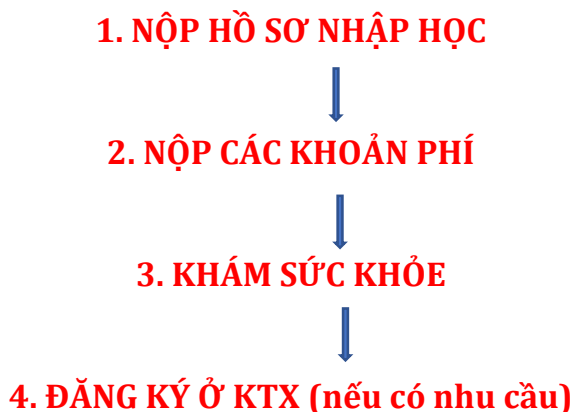 1. NỘP HỒ SƠ NHẬP HỌC
2. NỘP CÁC KHOẢN PHÍ
3. KHÁM SỨC KHỎE
4. ĐĂNG KÝ Ở KTX (nếu có nhu cầu)